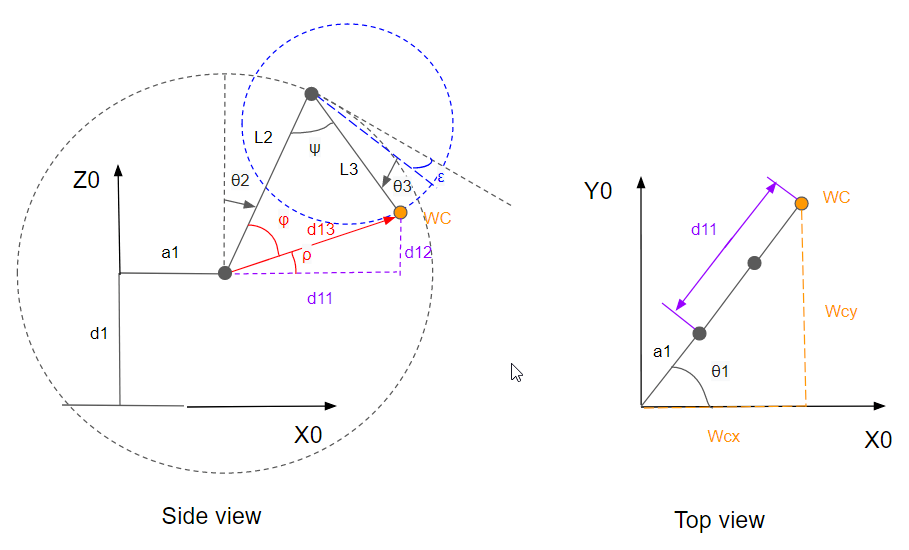 Z0
a1
d1
X0
θ2
L2
ψ
L3
θ3
ε
φ
d13
ρ
WC
d12
d11
Side view
Y0
WC
d11
Wcy
a1
θ1
Wcx
X0
Top view